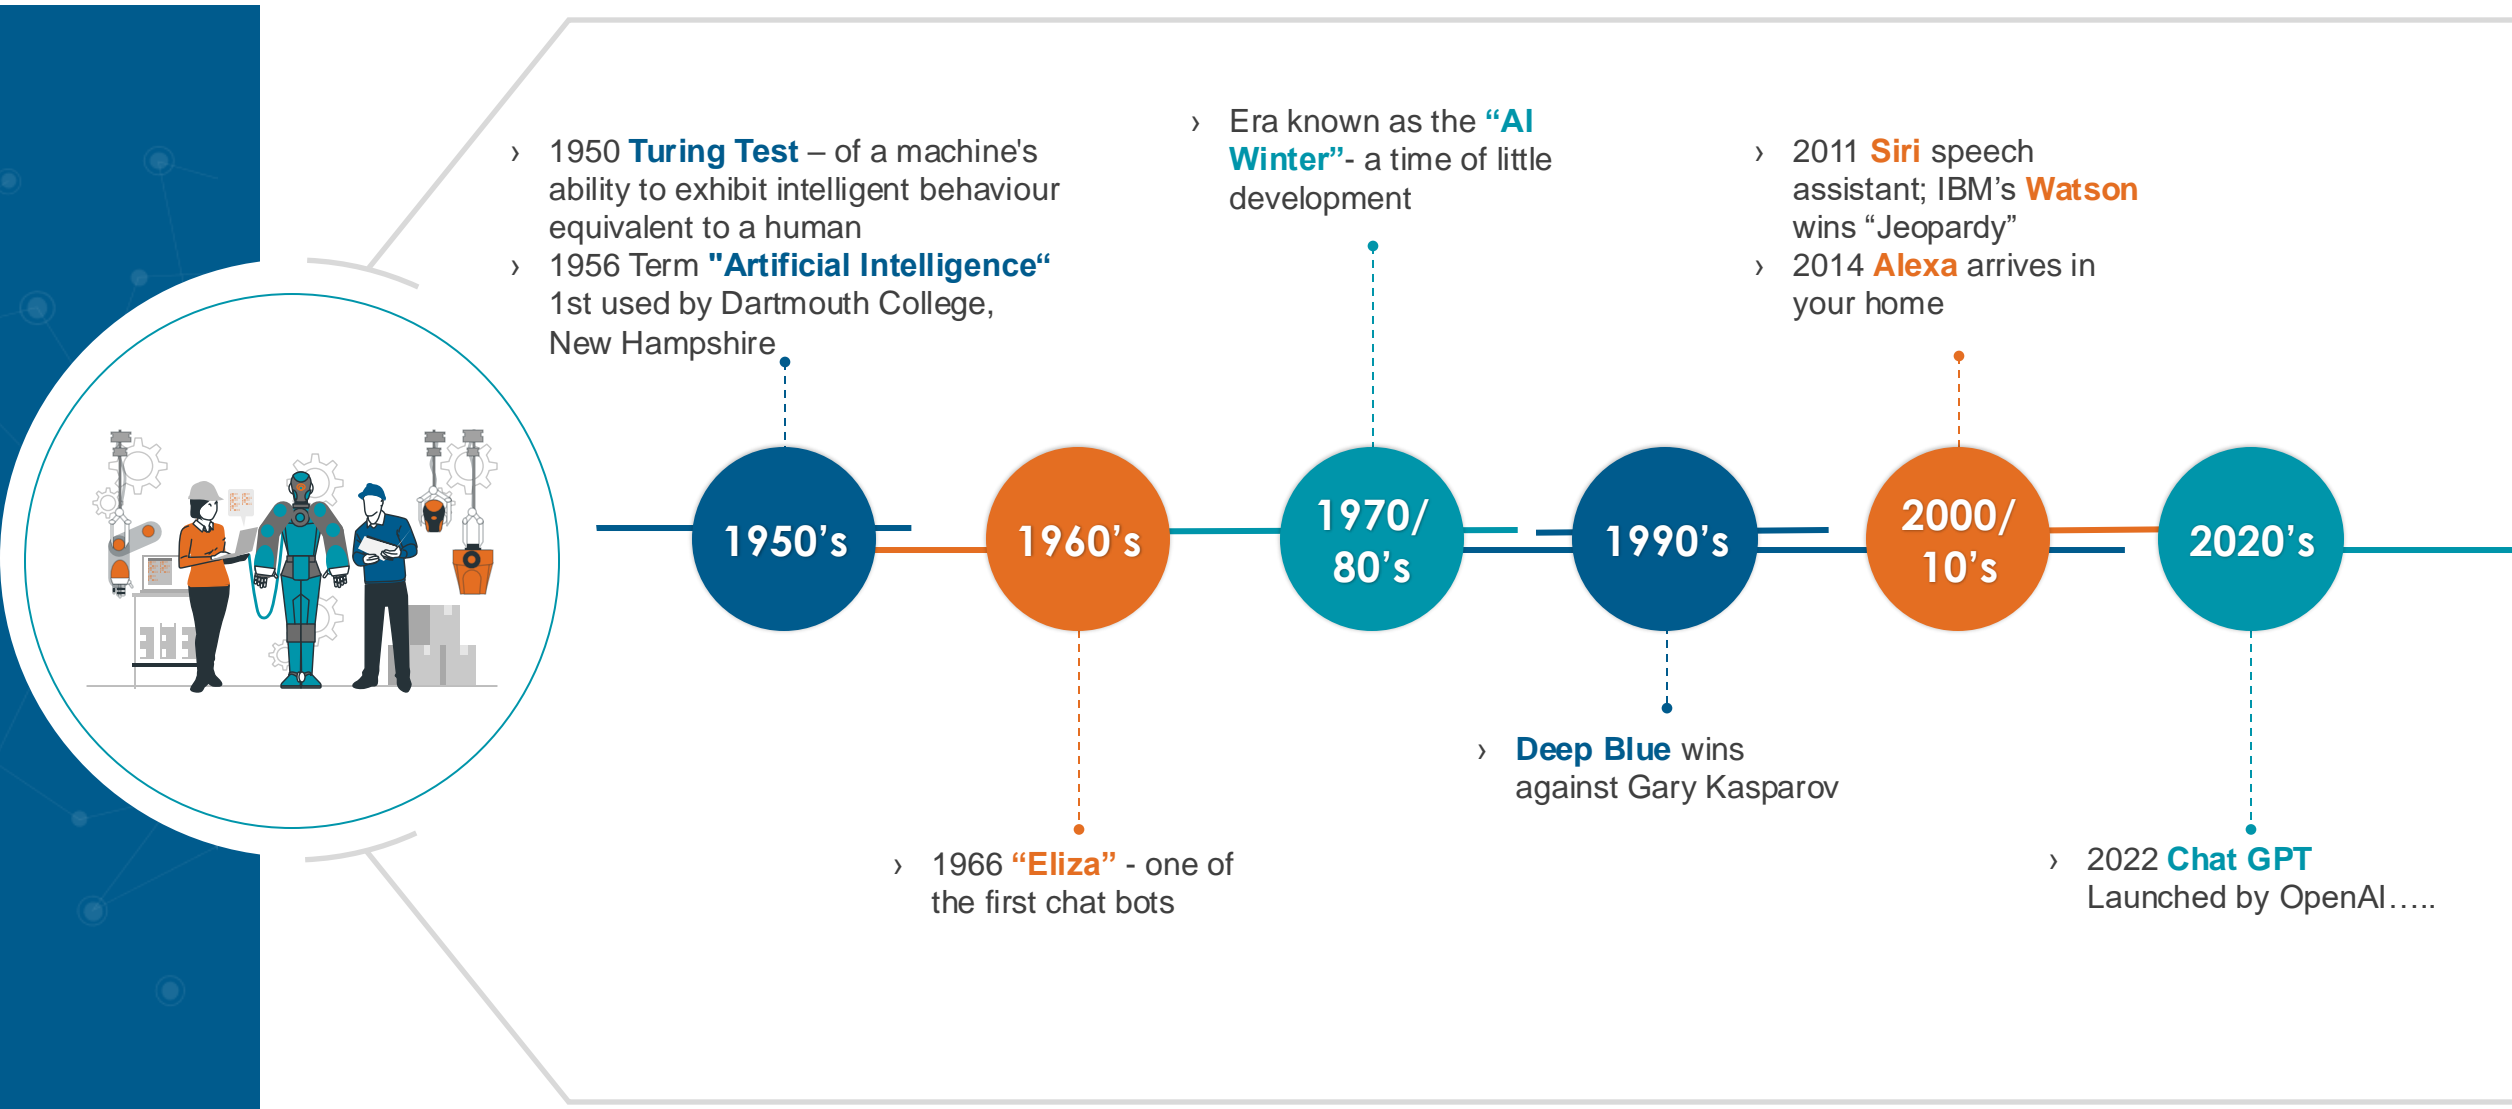 › 1950 Turing Test – of a machine's
ability to exhibit intelligent behaviour
equivalent to a human
› 1956 Term "Artificial Intelligence“
1st used by Dartmouth College,
New Hampshire
› Era known as the “AI
Winter”- a time of little
development
› 2011 Siri speech
assistant; IBM’s Watson
wins “Jeopardy”
› 2014 Alexa arrives in
your home
1950’s
1960’s
1970/
80’s
1990’s
2000/
10’s
2020’s
› 1966 “Eliza” - one of
the first chat bots
› Deep Blue wins
against Gary Kasparov
› 2022 Chat GPT
Launched by OpenAI…..